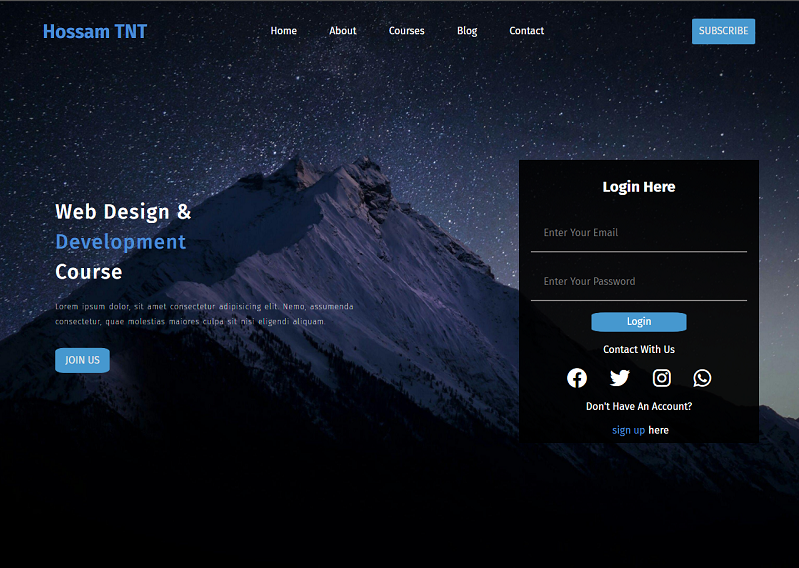 Hossam TNT
Home
About
Courses
Blog
Contact
SUBSCRIBE
Web Design &
Development
Course
Lorem ipsum dolor, sit amet consectetur adipisicing elit. Nemo, assumenda
consectetur, quae molestias maiores culpa sit nisi eligendi aliquam.
JOIN US
Login Here
Enter Your Email
Enter Your Password
Login
Contact With Us
Don't Have An Account?
sign up here